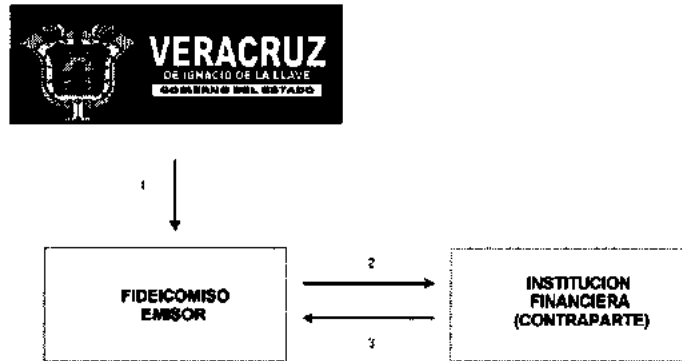 VERACRUZ
DE IGNACIO DE LA LLAVE
GOBIERNO DEL ESTADO
1
FIDEICOMISO
EMISOR
2
3
INSTITUCION
FINANCIERA
(CONTRAPARTE)